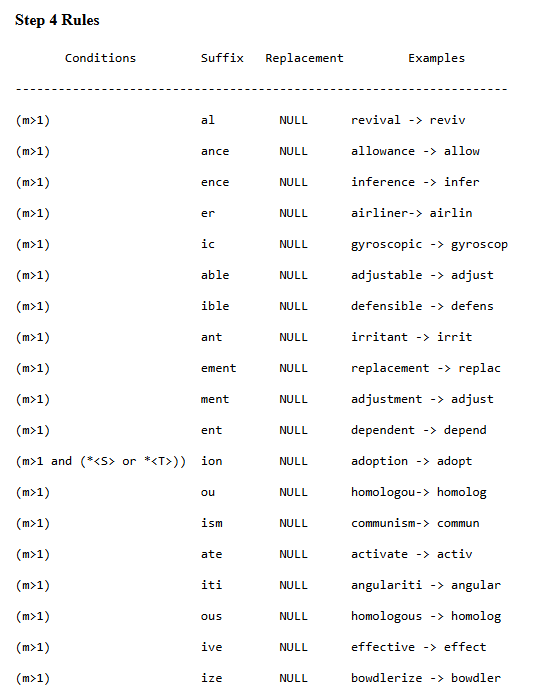 Step 4 Rules
Conditions Suffix Replacement Examples
--------------------------------------------------------------------
(m>1) al NULL revival -> reviv
(m>1) ance NULL allowance -> allow
(m>1) ence NULL inference -> infer
(m>1) er NULL airliner-> airlin
(m>1) ic NULL gyroscopic -> gyroscop
(m>1) able NULL adjustable -> adjust
(m>1) ible NULL defensible -> defens
(m>1) ant NULL irritant -> irrit
(m>1) ement NULL replacement -> replac
(m>1) ment NULL adjustment -> adjust
(m>1) ent NULL dependent -> depend
(m>1 and (*<S> or *<T>)) ion NULL adoption -> adopt
(m>1) ou NULL homologou-> homolog
(m>1) ism NULL communism-> commun
(m>1) ate NULL activate -> activ
(m>1) iti NULL angulariti -> angular
(m>1) ous NULL homologous -> homolog
(m>1) ive NULL effective -> effect
(m>1) ize NULL bowdlerize -> bowdler